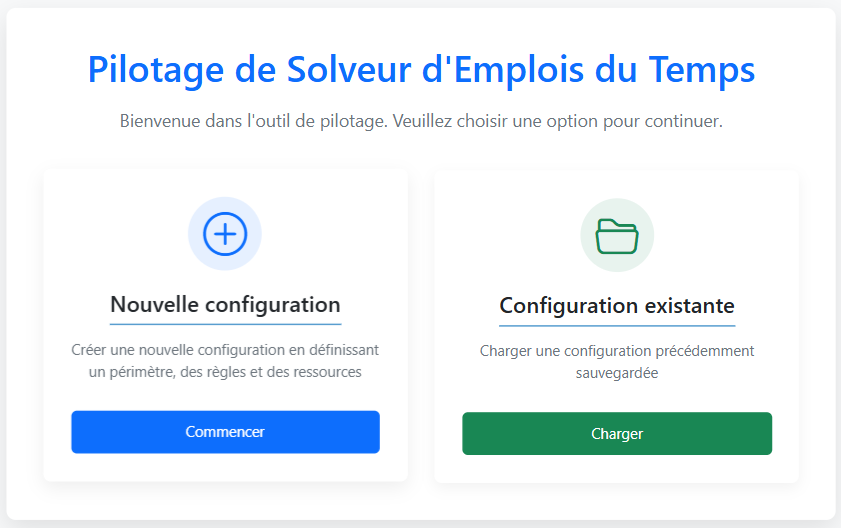 Pilotage de Solveur d'Emplois du Temps
Bienvenue dans l'outil de pilotage. Veuillez choisir une option pour continuer.
Nouvelle configuration
Créer une nouvelle configuration en définissant
un périmètre, des règles et des ressources
Commencer
Configuration existante
Charger une configuration précédemment
sauvegardée
Charger